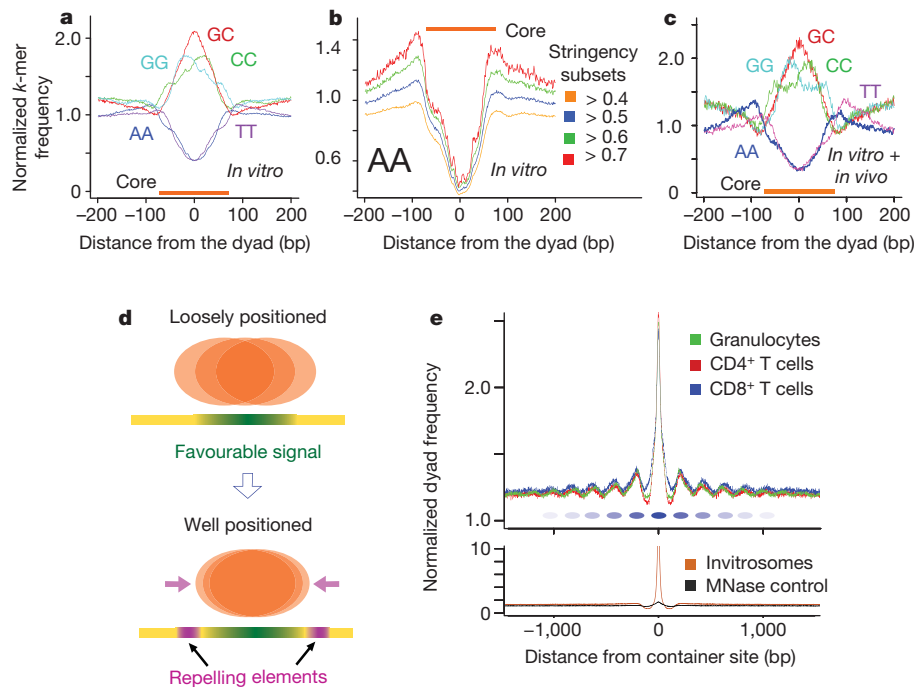 a
Normalized k-mer
frequency
2.0
1.0
0
GC
GG
CC
AA
TT
Core
In vitro
−200
−100
0
100
200
Distance from the dyad (bp)
b
1.4
1.0
0.6
Core
Stringency
subsets
> 0.4
> 0.5
> 0.6
> 0.7
AA
In vitro
−200
−100
0
100
200
Distance from the dyad (bp)
c
2.0
1.0
0
GC
GG
CC
TT
AA
In vitro +
in vivo
Core
−200
−100
0
100
200
Distance from the dyad (bp)
d
Loosely positioned
Favourable signal
Well positioned
Repelling elements
e
Normalized dyad frequency
2.0
1.0
Granulocytes
CD4+ T cells
CD8+ T cells
10
0
Invitrosomes
MNase control
−1,000
0
1,000
Distance from container site (bp)